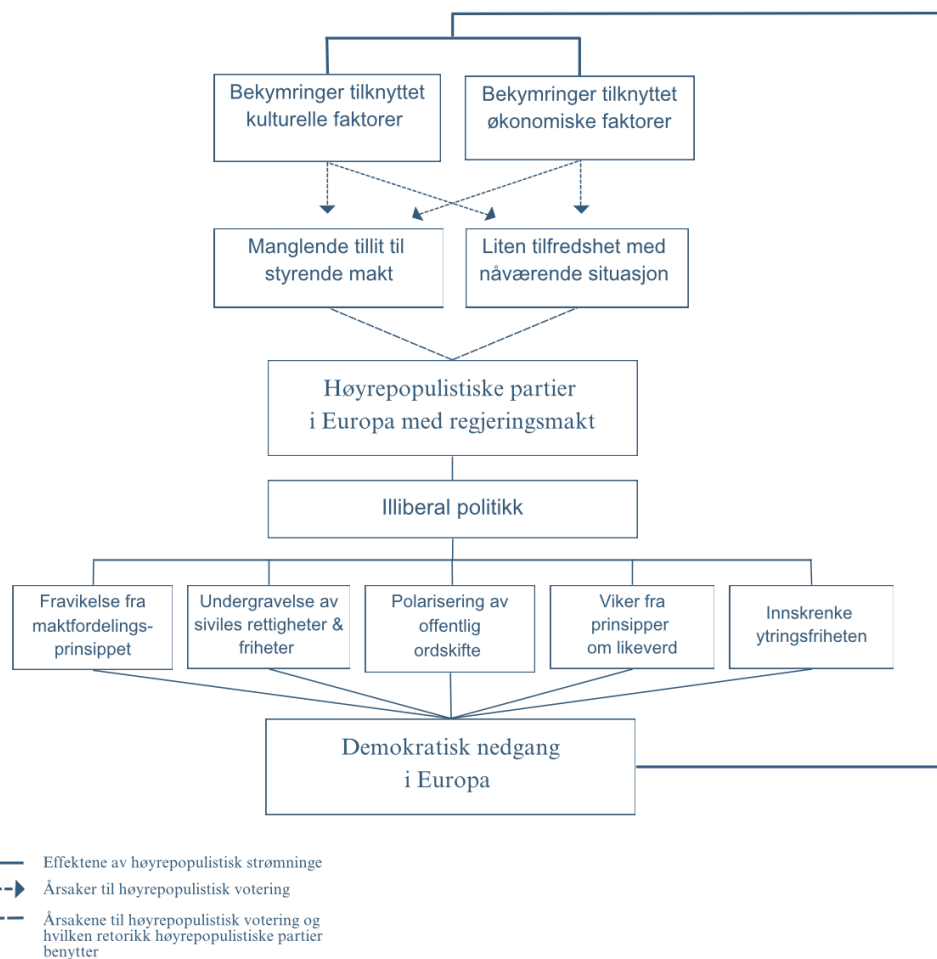 Bekymringer tilknyttet
kulturelle faktorer
Bekymringer tilknyttet
økonomiske faktorer
Manglende tillit til
styrende makt
Liten tilfredshet med
nåværende situasjon
Høyrepopulistiske partier
i Europa med regjeringsmakt
Illiberal politikk
Fravikelse fra
maktfordelings-
prinsippet
Undergravelse av
siviles rettigheter &
friheter
Polarisering av
offentlig
ordskifte
Viker fra
prinsipper
om likeverd
Innskrenke
ytringsfriheten
Demokratisk nedgang
i Europa
Effektene av høyrepopulistisk strømninge
Årsaker til høyrepopulistisk votering
Årsakene til høyrepopulistisk votering og
hvilken retorikk høyrepopulistiske partier
benytter